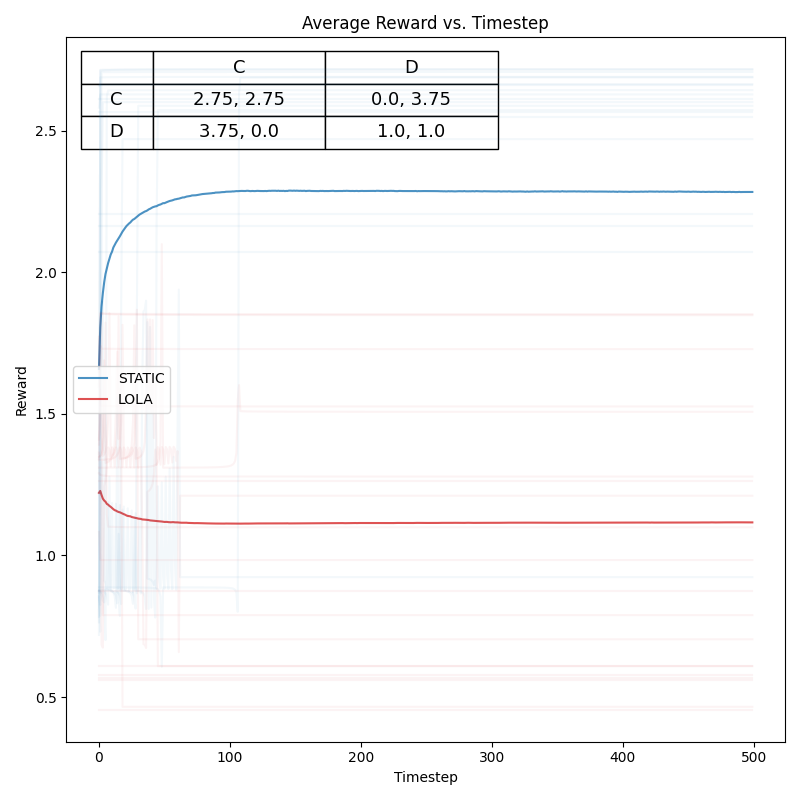 Average Reward vs. Timestep
C D
C 2.75, 2.75 0.0, 3.75
D 3.75, 0.0 1.0, 1.0
2.5
2.0
Reward
STATIC
LOLA
1.5
1.0
0.5
0 100 200 300 400 500
Timestep